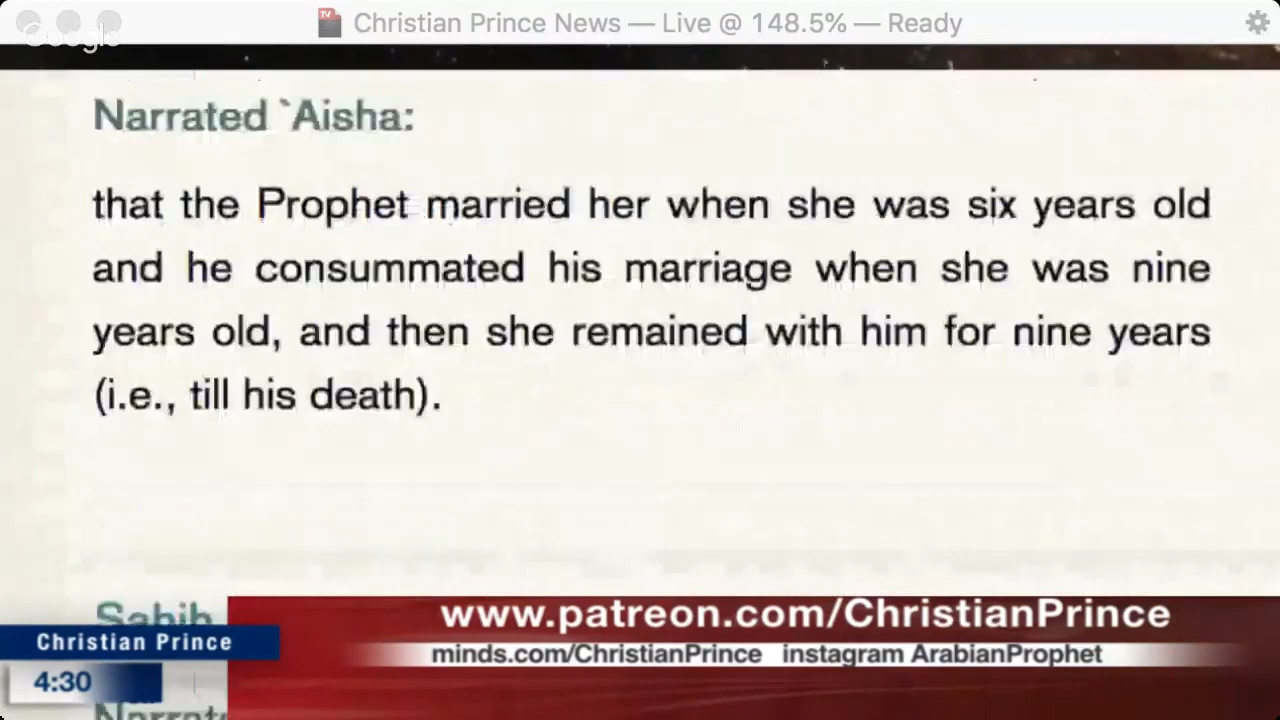 Christian Prince News — Live @ 148.5% — Ready
Google
Narrated `Aisha:
that the Prophet married her when she was six years old
and he consummated his marriage when she was nine
years old, and then she remained with him for nine years
(i.e., till his death).
Sahih
www.patreon.com/ChristianPrince
Christian Prince
minds.com/ChristianPrince instagram ArabianProphet
4:30